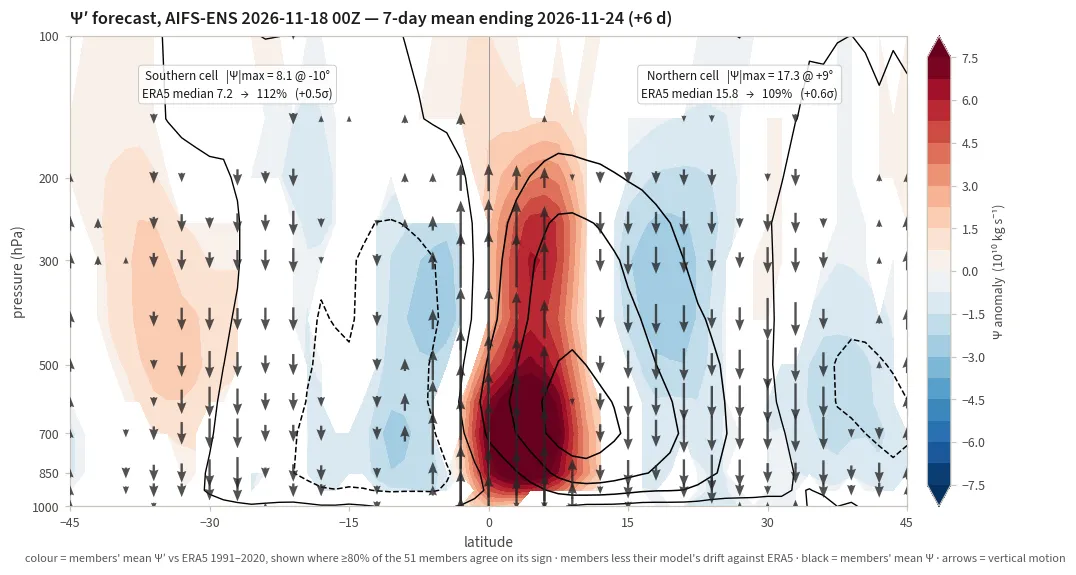 Ψ′ forecast, AIFS-ENS 2026-11-18 00Z — 7-day mean ending 2026-11-24 (+6 d)
Southern cell |Ψ|max = 8.1 @ -10°
ERA5 median 7.2 → 112% (+0.5σ)
Northern cell |Ψ|max = 17.3 @ +9°
ERA5 median 15.8 → 109% (+0.6σ)
pressure (hPa)
100
200
300
400
500
700
850
1000
−45
−30
−15
0
15
30
45
latitude
7.5
6.0
4.5
3.0
1.5
0.0
−1.5
−3.0
−4.5
−6.0
−7.5
Ψ anomaly (10¹⁰ kg s⁻¹)
colour = members' mean Ψ′ vs ERA5 1991–2020, shown where ≥80% of the 51 members agree on its sign · members less their model's drift against ERA5 · black = members' mean Ψ · arrows = vertical motion